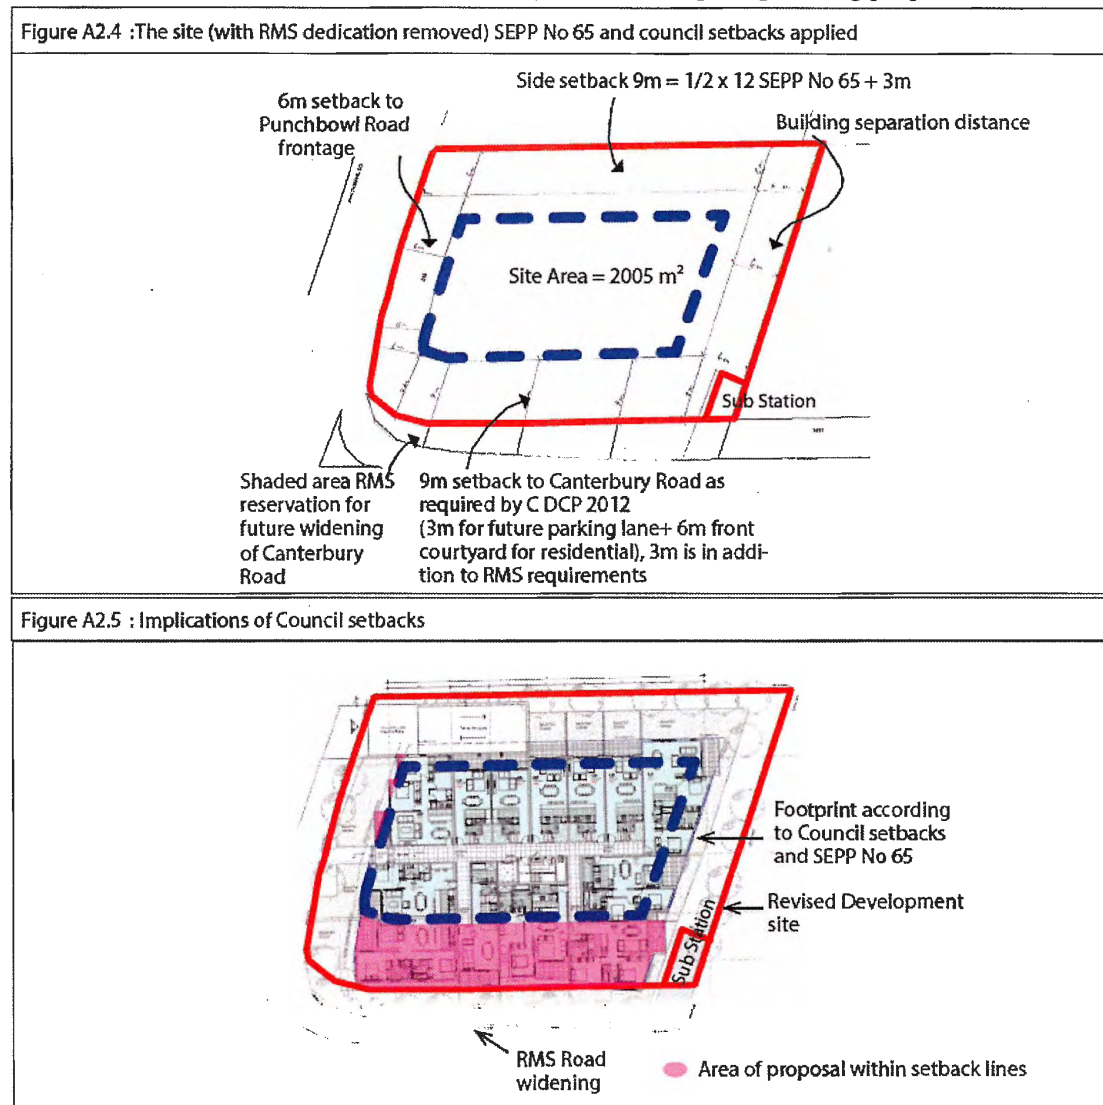 Figure A2.4 :The site (with RMS dedication removed) SEPP No 65 and council setbacks applied
Side setback 9m = 1/2 x 12 SEPP No 65 + 3m
6m setback to
Punchbowl Road
frontage
Building separation distance
Site Area = 2005 m²
Sub Station
Shaded area RMS
reservation for
future widening
of Canterbury
Road
9m setback to Canterbury Road as
required by C DCP 2012
(3m for future parking lane+ 6m front
courtyard for residential), 3m is in addi-
tion to RMS requirements
Figure A2.5 : Implications of Council setbacks
Footprint according
to Council setbacks
and SEPP No 65
Revised Development
site
Sub Station
RMS Road
widening
Area of proposal within setback lines